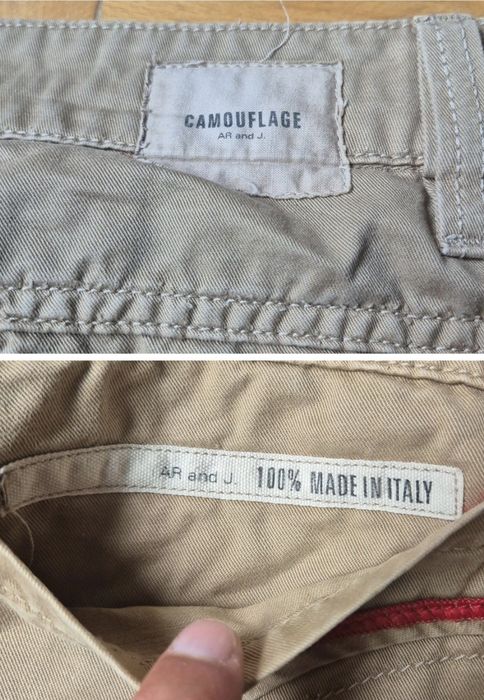 CAMOUFLAGE
AR and J.
AR and J. 100% MADE IN ITALY